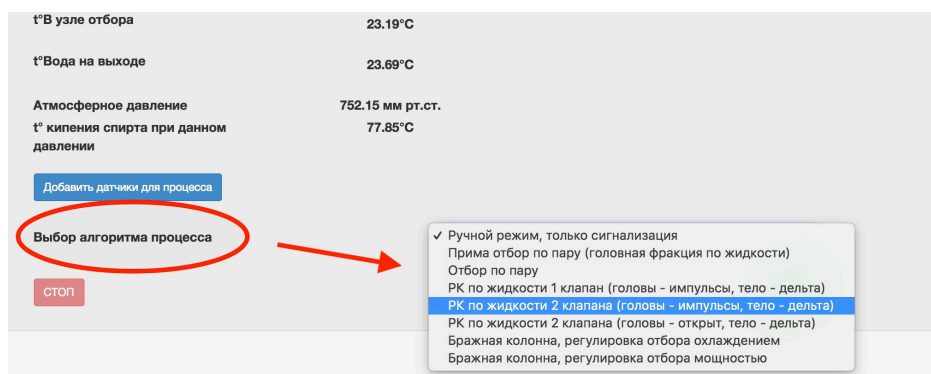 t°В узле отбора 23.19°C
t°Вода на выходе 23.69°C
Атмосферное давление 752.15 мм рт.ст.
t° кипения спирта при данном 77.85°C
давлении
Добавить датчики для процесса
Выбор алгоритма процесса
✓ Ручной режим, только сигнализация
Прима отбор по пару (головная фракция по жидкости)
Отбор по пару
РК по жидкости 1 клапан (головы - импульсы, тело - дельта)
РК по жидкости 2 клапана (головы - импульсы, тело - дельта)
РК по жидкости 2 клапана (головы - открыт, тело - дельта)
Бражная колонна, регулировка отбора охлаждением
Бражная колонна, регулировка отбора мощностью
СТОП